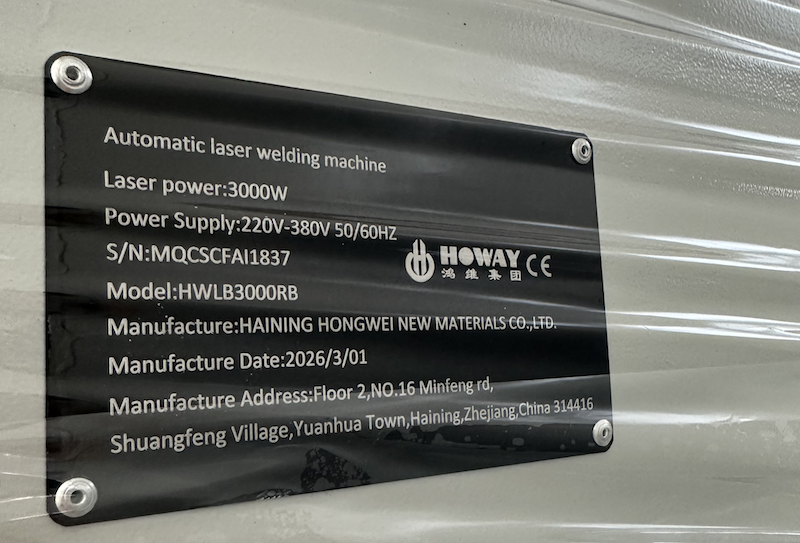 Automatic laser welding machine
Laser power:3000W
Power Supply:220V-380V 50/60HZ
S/N:MQCSCFAI1837
HOWAY CE
鸿维集团
Model:HWLB3000RB
Manufacture:HAINING HONGWEI NEW MATERIALS CO.,LTD.
Manufacture Date:2026/3/01
Manufacture Address:Floor 2,NO.16 Minfeng rd,
Shuangfeng Village,Yuanhua Town,Haining,Zhejiang,China 314416